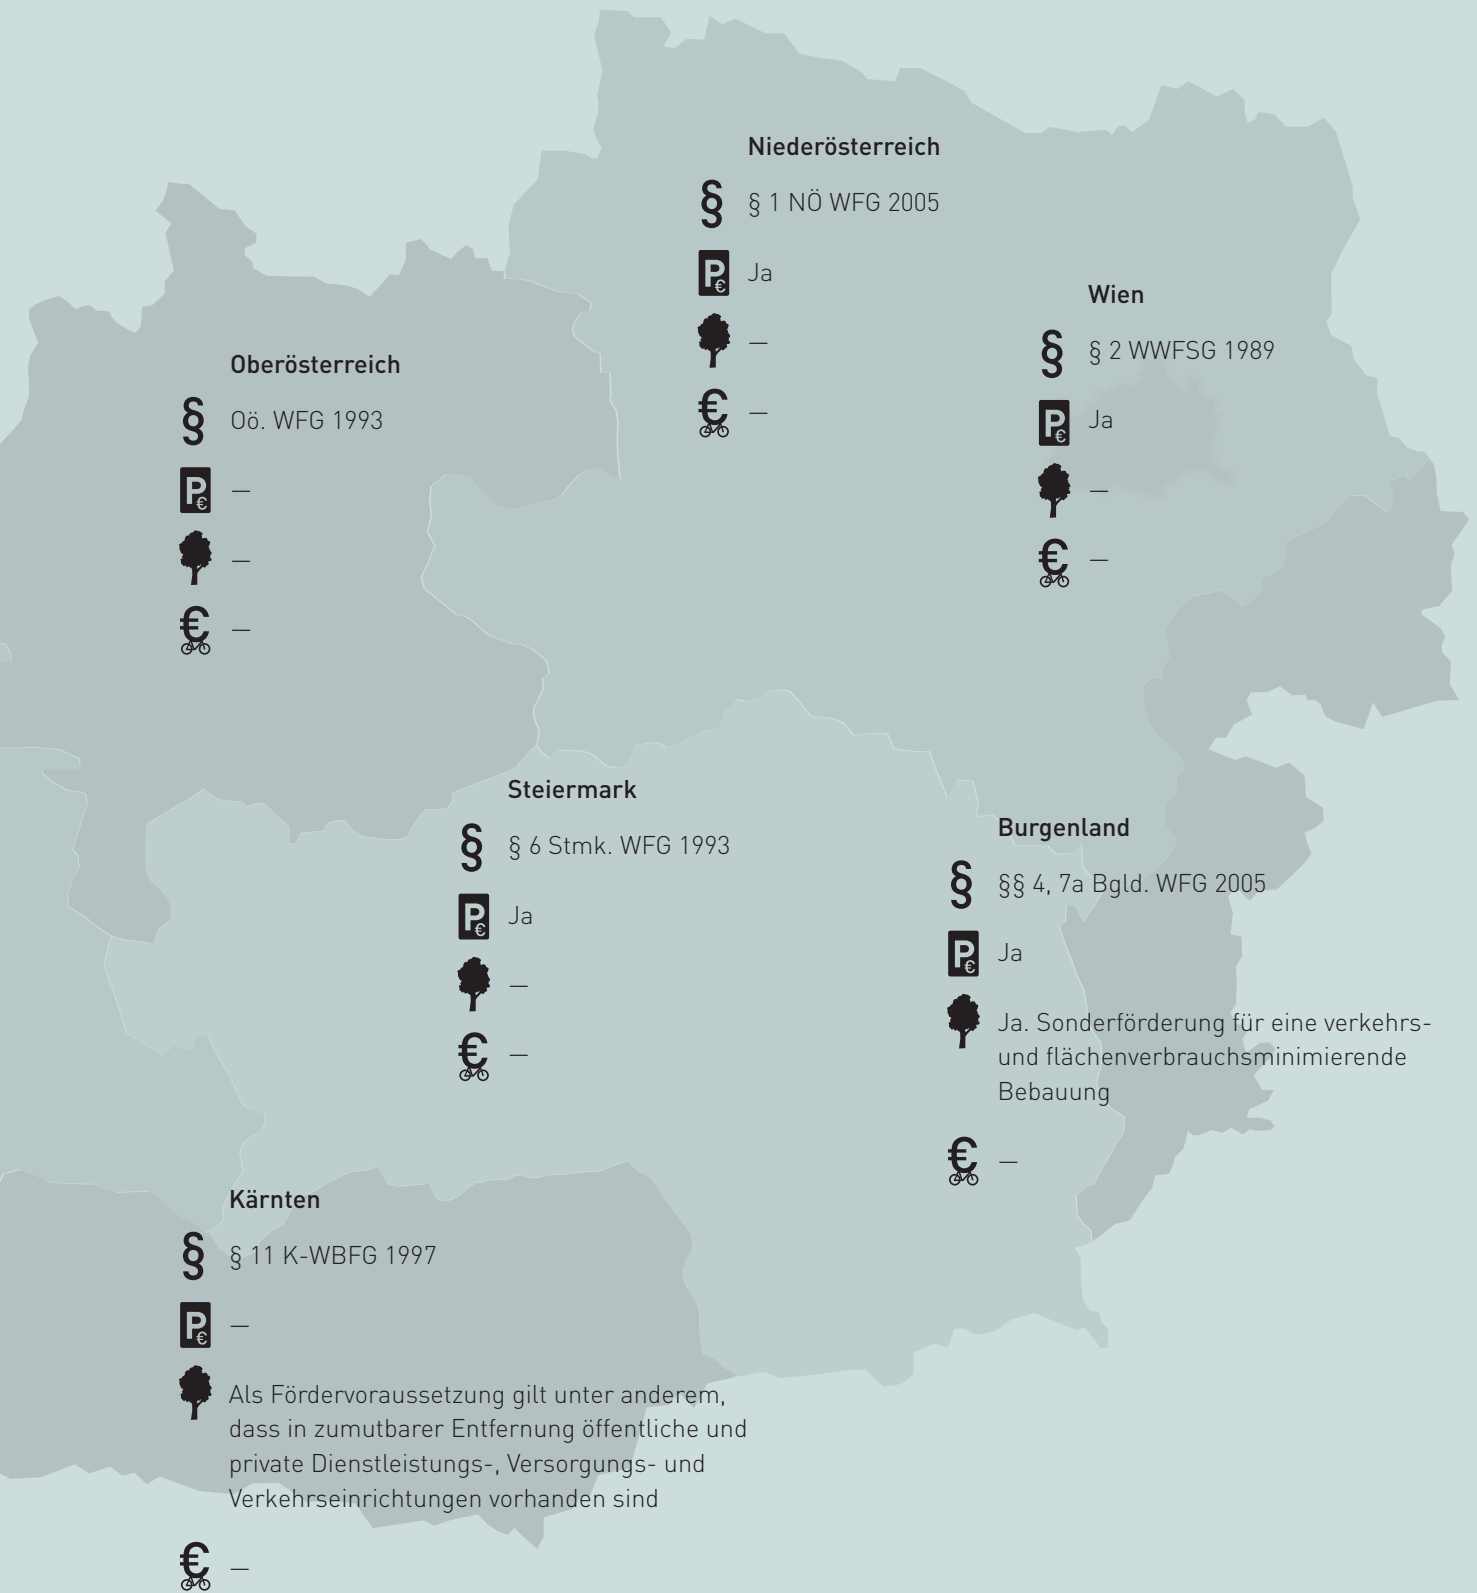 Niederösterreich
§ § 1 NÖ WFG 2005
P€ Ja
—
€ —
Wien
§ § 2 WWFSG 1989
P€ Ja
—
€ —
Oberösterreich
§ Oö. WFG 1993
P€ —
—
€ —
Steiermark
§ § 6 Stmk. WFG 1993
P€ Ja
—
€ —
Burgenland
§ §§ 4, 7a Bgld. WFG 2005
P€ Ja
Ja. Sonderförderung für eine verkehrs-
und flächenverbrauchsminimierende
Bebauung
€ —
Kärnten
§ § 11 K-WBFG 1997
P€ —
Als Fördervoraussetzung gilt unter anderem,
dass in zumutbarer Entfernung öffentliche und
private Dienstleistungs-, Versorgungs- und
Verkehrseinrichtungen vorhanden sind
€ —